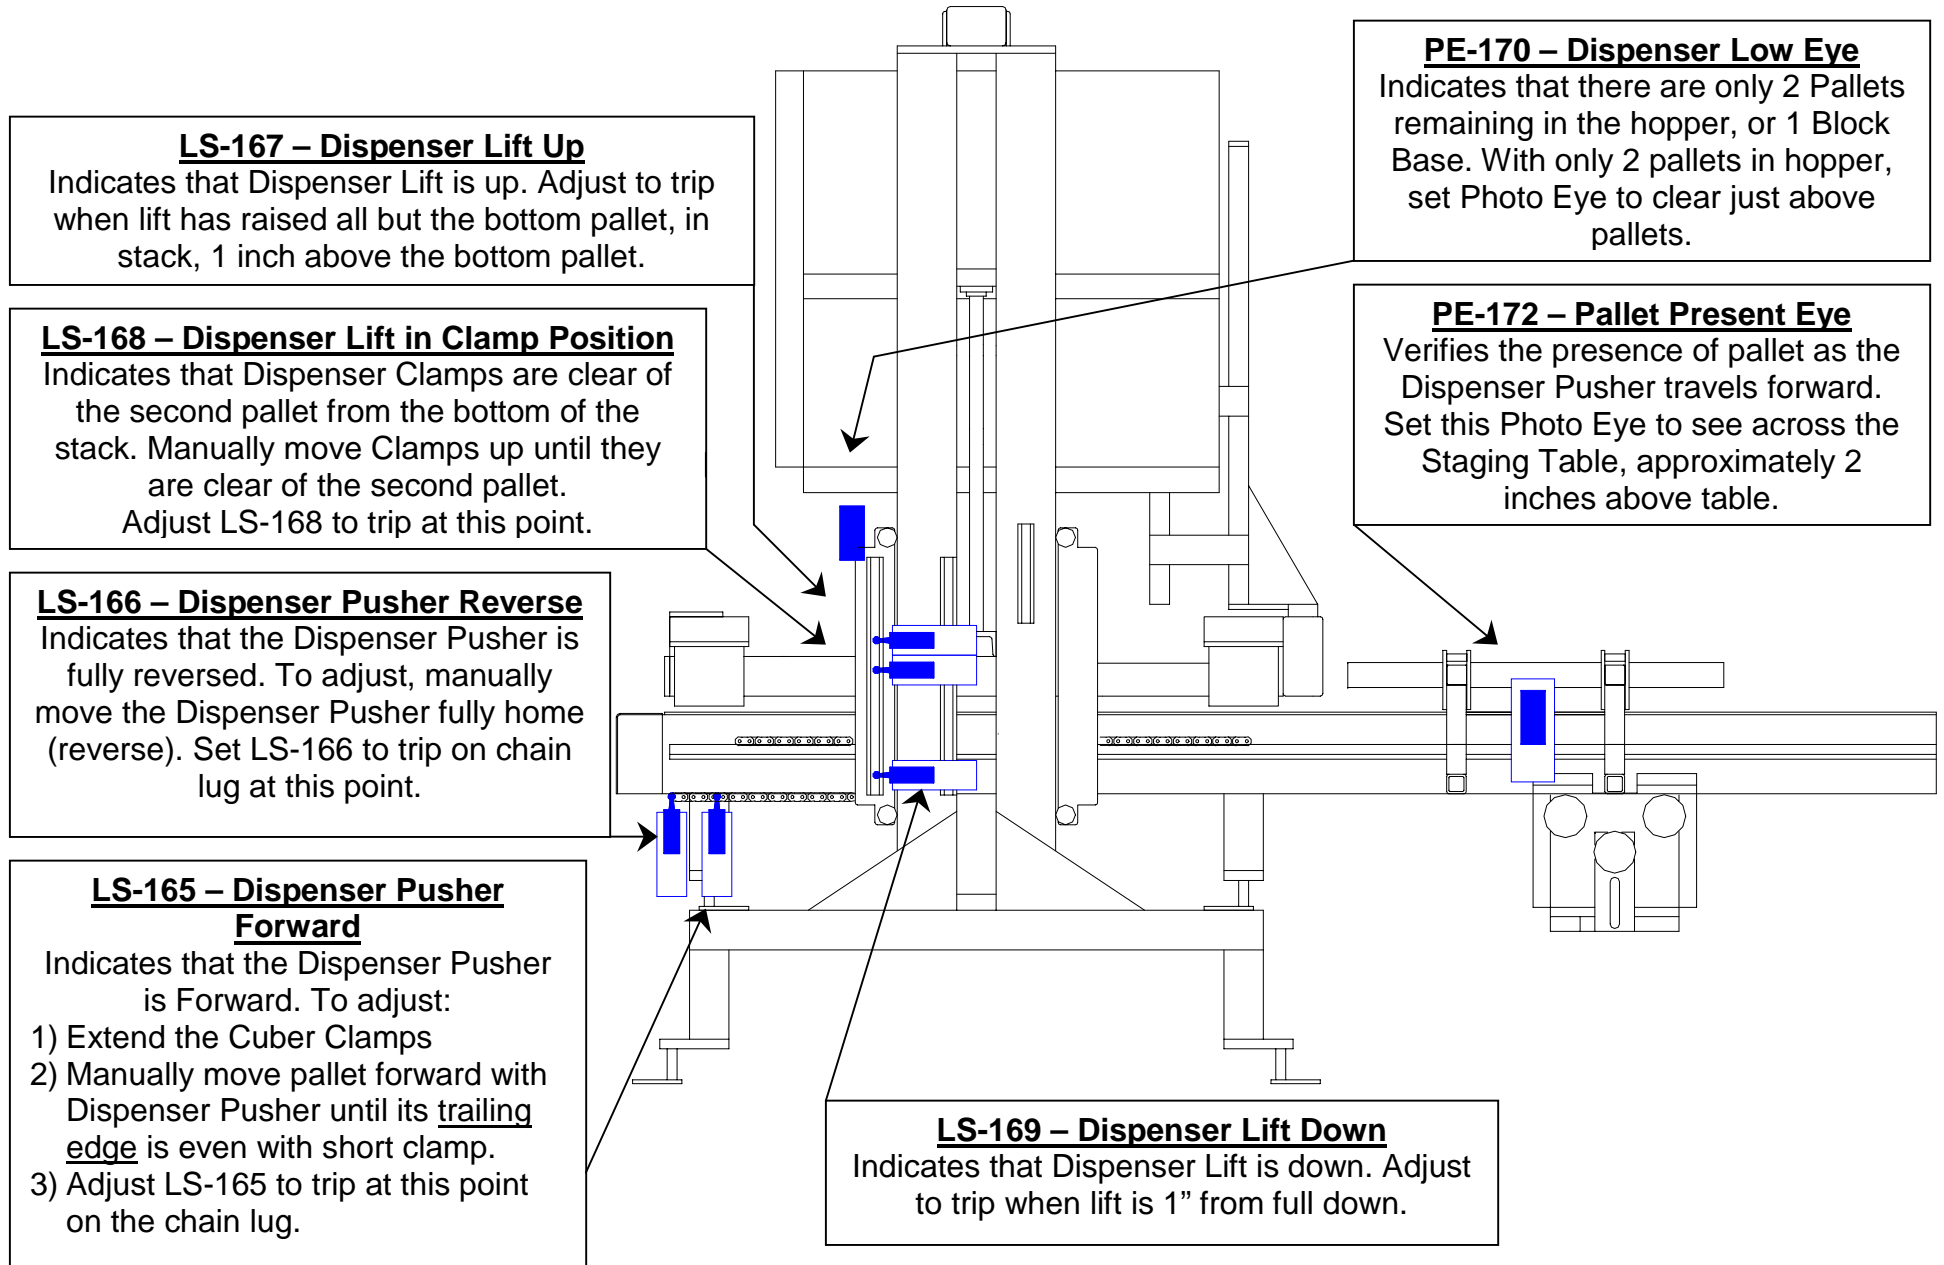 LS-167 – Dispenser Lift Up
Indicates that Dispenser Lift is up. Adjust to trip
when lift has raised all but the bottom pallet, in
stack, 1 inch above the bottom pallet.
LS-168 – Dispenser Lift in Clamp Position
Indicates that Dispenser Clamps are clear of
the second pallet from the bottom of the
stack. Manually move Clamps up until they
are clear of the second pallet.
Adjust LS-168 to trip at this point.
LS-166 – Dispenser Pusher Reverse
Indicates that the Dispenser Pusher is
fully reversed. To adjust, manually
move the Dispenser Pusher fully home
(reverse). Set LS-166 to trip on chain
lug at this point.
LS-165 – Dispenser Pusher
Forward
Indicates that the Dispenser Pusher
is Forward. To adjust:
1) Extend the Cuber Clamps
2) Manually move pallet forward with
Dispenser Pusher until its trailing
edge is even with short clamp.
3) Adjust LS-165 to trip at this point
on the chain lug.
PE-170 – Dispenser Low Eye
Indicates that there are only 2 Pallets
remaining in the hopper, or 1 Block
Base. With only 2 pallets in hopper,
set Photo Eye to clear just above
pallets.
PE-172 – Pallet Present Eye
Verifies the presence of pallet as the
Dispenser Pusher travels forward.
Set this Photo Eye to see across the
Staging Table, approximately 2
inches above table.
LS-169 – Dispenser Lift Down
Indicates that Dispenser Lift is down. Adjust
to trip when lift is 1” from full down.